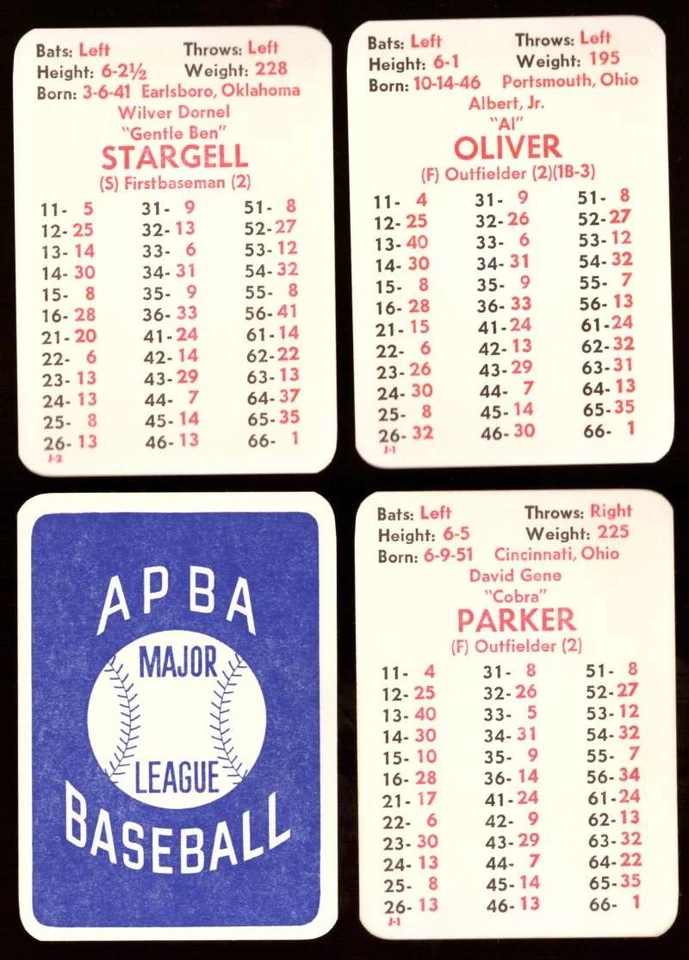 Bats: Left Throws: Left
Height: 6-2½ Weight: 228
Born: 3-6-41 Earlsboro, Oklahoma
Wilver Dornel
"Gentle Ben"
STARGELL
(S) Firstbaseman (2)
11- 5 31- 9 51- 8
12-25 32-13 52-27
13-14 33- 6 53-12
14-30 34-31 54-32
15- 8 35- 9 55- 8
16-28 36-33 56-41
21-20 41-24 61-14
22- 6 42-14 62-22
23-13 43-29 63-13
24-13 44- 7 64-37
25- 8 45-14 65-35
26-13 46-13 66- 1
J-2
Bats: Left Throws: Left
Height: 6-1 Weight: 195
Born: 10-14-46 Portsmouth, Ohio
Albert, Jr.
"Al"
OLIVER
(F) Outfielder (2)(1B-3)
11- 4 31- 9 51- 8
12-25 32-26 52-27
13-40 33- 6 53-12
14-30 34-31 54-32
15- 8 35- 9 55- 7
16-28 36-33 56-13
21-15 41-24 61-24
22- 6 42-13 62-32
23-26 43-29 63-31
24-30 44- 7 64-13
25- 8 45-14 65-35
26-32 46-30 66- 1
J-1
APBA
MAJOR
LEAGUE
BASEBALL
Bats: Left Throws: Right
Height: 6-5 Weight: 225
Born: 6-9-51 Cincinnati, Ohio
David Gene
"Cobra"
PARKER
(F) Outfielder (2)
11- 4 31- 8 51- 8
12-25 32-26 52-27
13-40 33- 5 53-12
14-30 34-31 54-32
15-10 35- 9 55- 7
16-28 36-14 56-34
21-17 41-24 61-24
22- 6 42- 9 62-13
23-30 43-29 63-32
24-13 44- 7 64-22
25- 8 45-14 65-35
26-13 46-13 66- 1
J-1